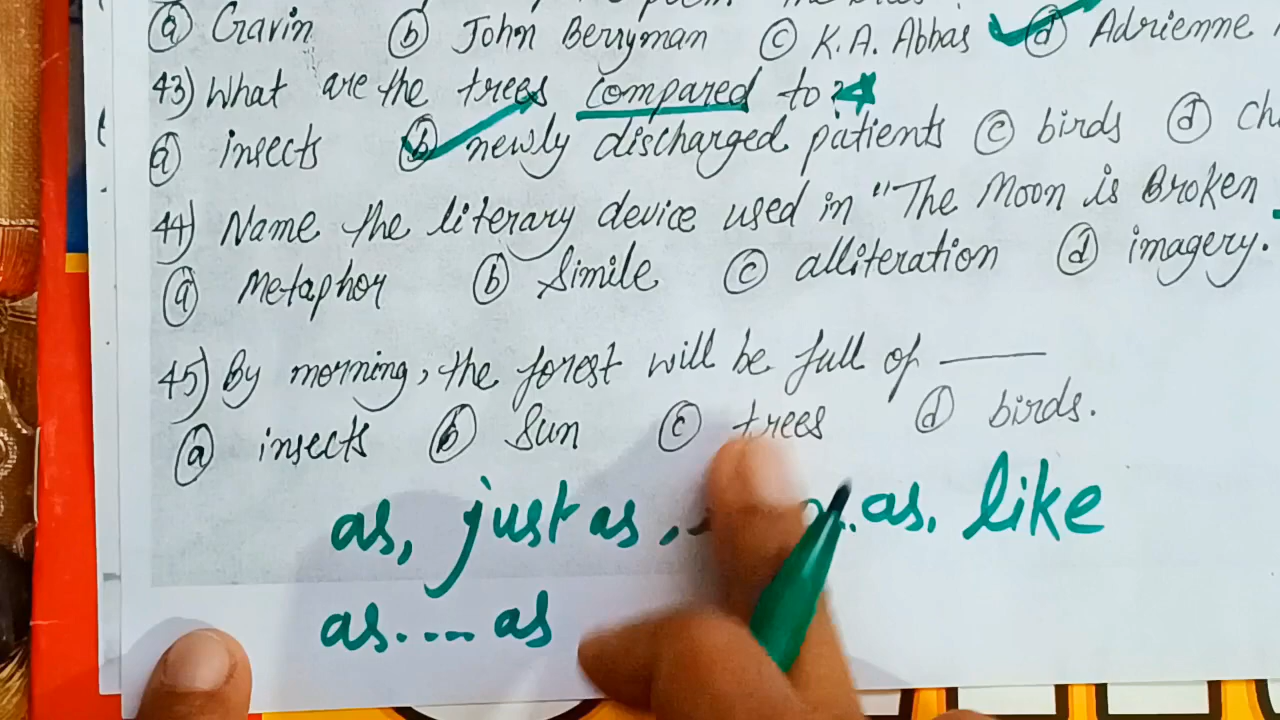 poem
ⓐ Gravin ⓑ John Berryman ⓒ K.A. Abbas ⓓ Adrienne
43) What are the trees compared to?
ⓐ insects ⓑ newly discharged patients ⓒ birds ⓓ
44) Name the literary device used in "The Moon is Broken
ⓐ Metaphor ⓑ Simile ⓒ alliteration ⓓ imagery.
45) By morning, the forest will be full of ———
ⓐ insects ⓑ Sun ⓒ trees ⓓ birds.
as, just as, as, like
as.... as